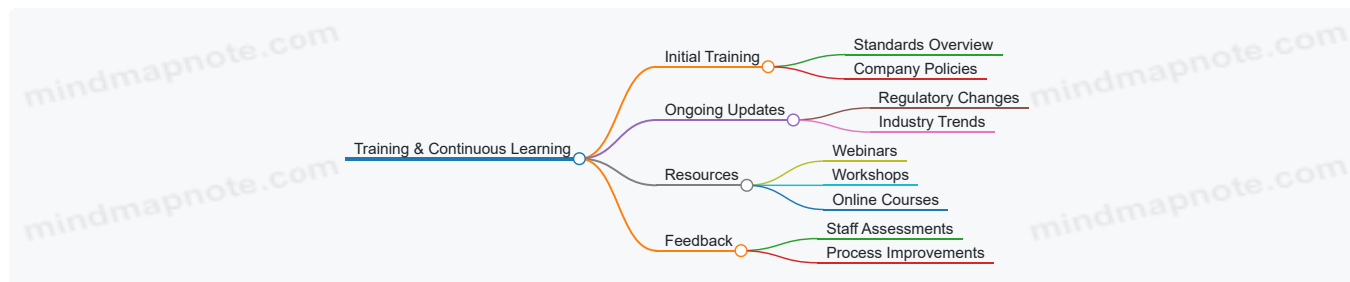 mindmapnote.com
mindmapnote.com
Training & Continuous Learning
Initial Training
Standards Overview
Company Policies
Ongoing Updates
Regulatory Changes
Industry Trends
Resources
Webinars
Workshops
Online Courses
Feedback
Staff Assessments
Process Improvements
mindmapnote.com
mindmapnote.com